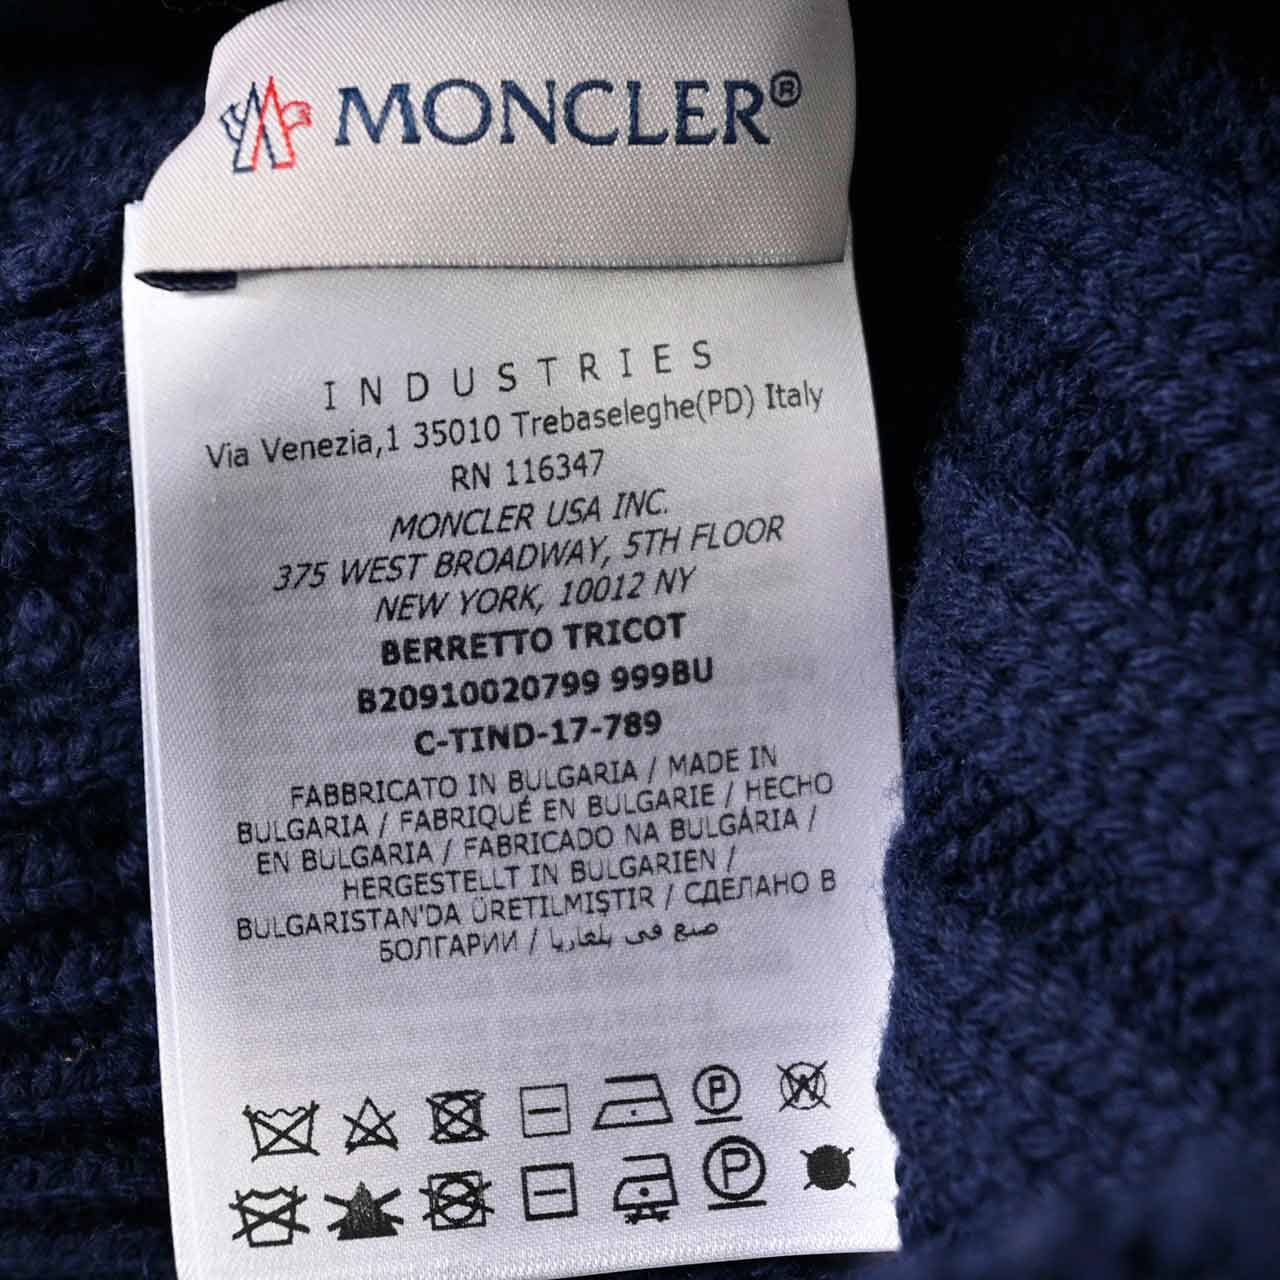 MONCLER®
INDUSTRIES
Via Venezia,1 35010 Trebaseleghe(PD) Italy
RN 116347
MONCLER USA INC.
375 WEST BROADWAY, 5TH FLOOR
NEW YORK, 10012 NY
BERRETTO TRICOT
B20910020799 999BU
C-TIND-17-789
FABBRICATO IN BULGARIA / MADE IN
BULGARIA / FABRIQUÉ EN BULGARIE / HECHO
EN BULGARIA / FABRICADO NA BULGÁRIA /
HERGESTELLT IN BULGARIEN /
BULGARISTAN'DA ÜRETILMIŞTIR / СДЕЛАНО В
БОЛГАРИИ / صنع في بلغاريا
P W
P